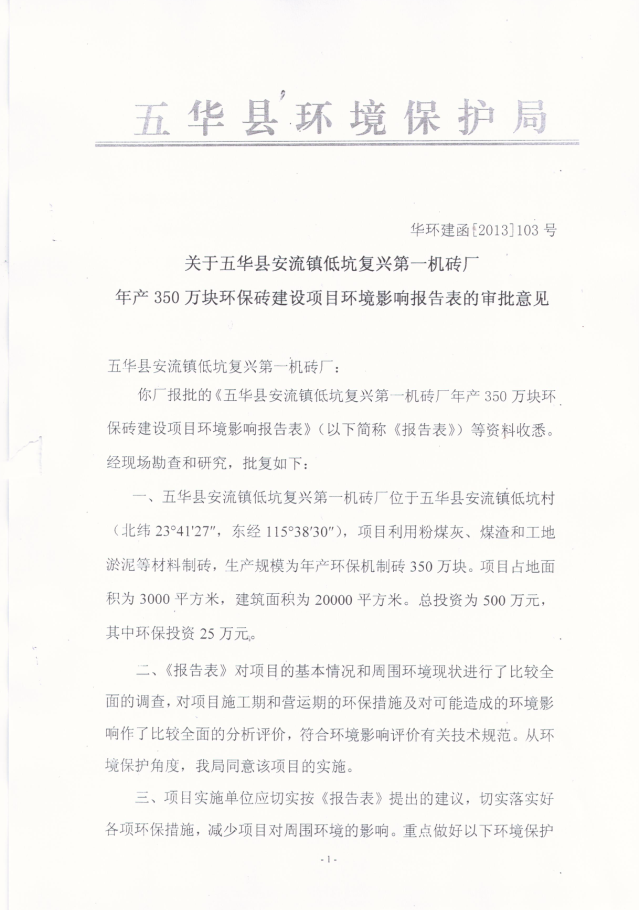 五华县环境保护局
华环建函[2013]103 号
关于五华县安流镇低坑复兴第一机砖厂
年产 350 万块环保砖建设项目环境影响报告表的审批意见
五华县安流镇低坑复兴第一机砖厂：
你厂报批的《五华县安流镇低坑复兴第一机砖厂年产 350 万块环
保砖建设项目环境影响报告表》（以下简称《报告表》）等资料收悉。
经现场勘查和研究，批复如下：
一、五华县安流镇低坑复兴第一机砖厂位于五华县安流镇低坑村
（北纬 23°41′27″，东经 115°38′30″），项目利用粉煤灰、煤渣和工地
淤泥等材料制砖，生产规模为年产环保机制砖 350 万块。项目占地面
积为 3000 平方米，建筑面积为 20000 平方米。总投资为 500 万元，
其中环保投资 25 万元。
二、《报告表》对项目的基本情况和周围环境现状进行了比较全
面的调查，对项目施工期和营运期的环保措施及对可能造成的环境影
响作了比较全面的分析评价，符合环境影响评价有关技术规范。从环
境保护角度，我局同意该项目的实施。
三、项目实施单位应切实按《报告表》提出的建议，切实落实好
各项环保措施，减少项目对周围环境的影响。重点做好以下环境保护
- 1 -